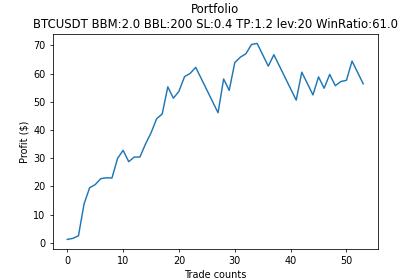 Portfolio
BTCUSDT BBM:2.0 BBL:200 SL:0.4 TP:1.2 lev:20 WinRatio:61.0
Profit ($)
70
60
50
40
30
20
10
0
0 10 20 30 40 50
Trade counts